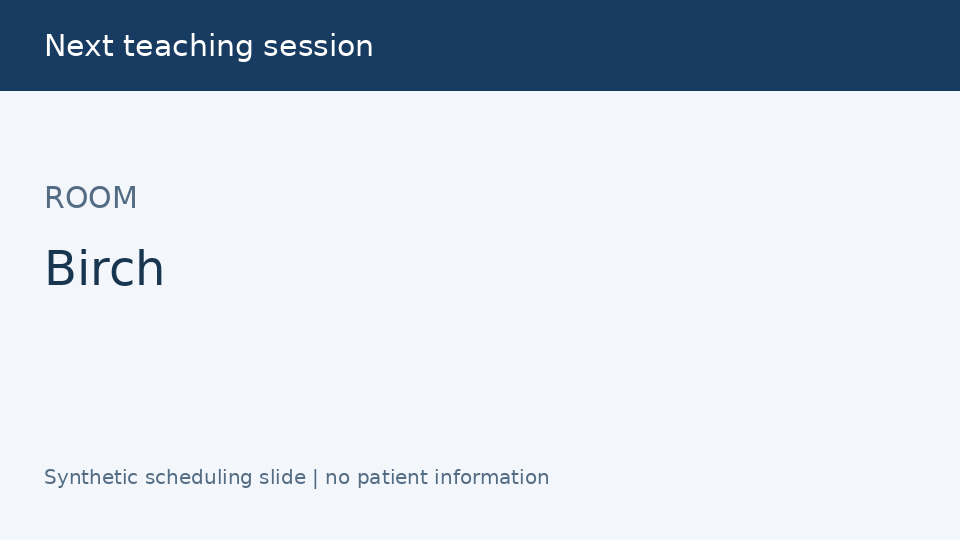 Next teaching session
ROOM
Birch
Synthetic scheduling slide | no patient information